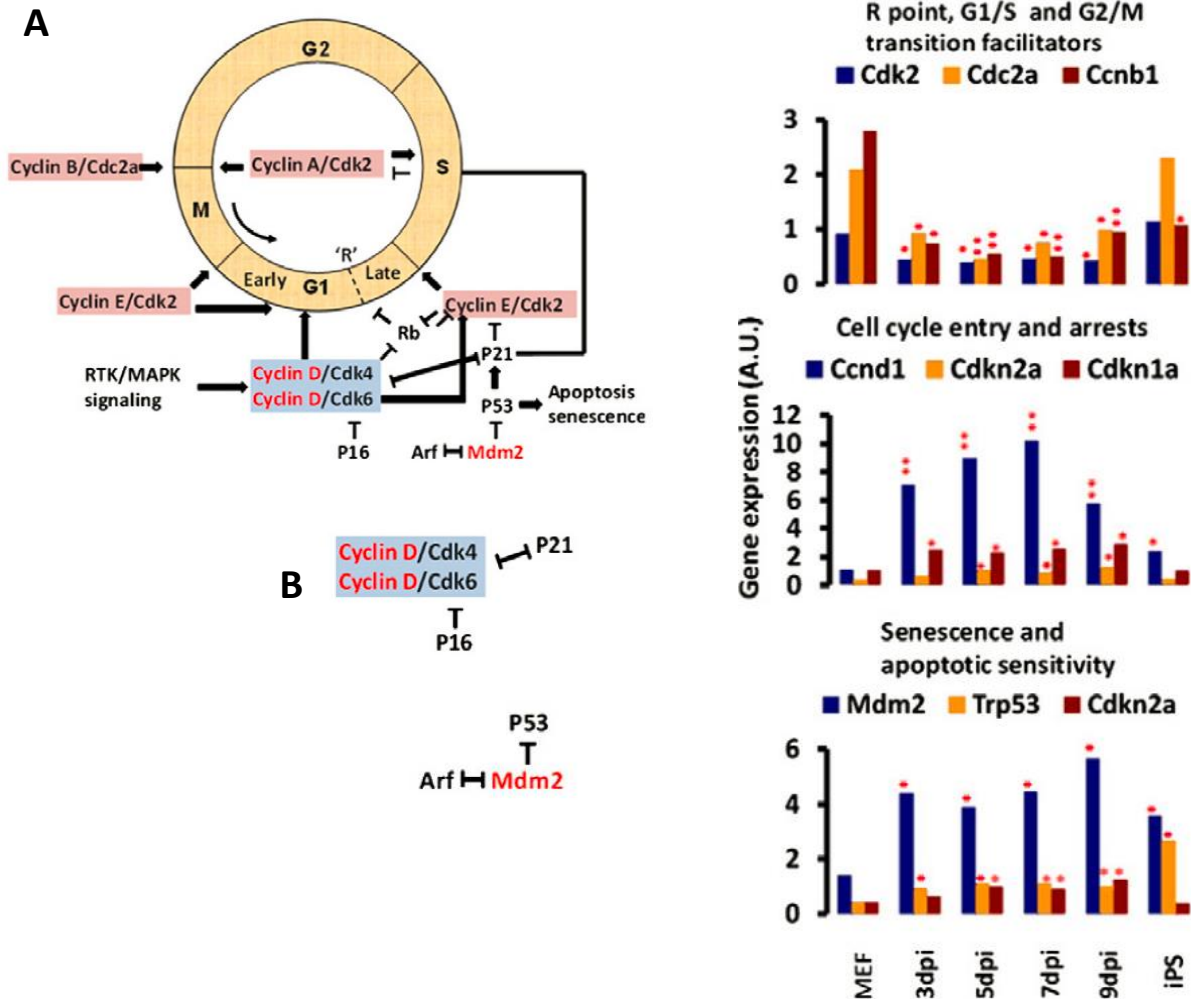 A
G2
S
M
Early G1
'R'
Late
Cyclin B/Cdc2a
Cyclin A/Cdk2
T
Cyclin E/Cdk2
Cyclin E/Cdk2
Rb
P21
RTK/MAPK
signaling
Cyclin D/Cdk4
Cyclin D/Cdk6
P53
Apoptosis
senescence
P16
Arf
Mdm2
B
Cyclin D/Cdk4
Cyclin D/Cdk6
P21
P16
P53
Arf
Mdm2
R point, G1/S and G2/M
transition facilitators
Cdk2 Cdc2a Ccnb1
3
2
1
0
Gene expression (A.U.)
Cell cycle entry and arrests
Ccnd1 Cdkn2a Cdkn1a
12
10
8
6
4
2
0
Senescence and
apoptotic sensitivity
Mdm2 Trp53 Cdkn2a
6
4
2
0
MEF
3dpi
5dpi
7dpi
9dpi
iPS